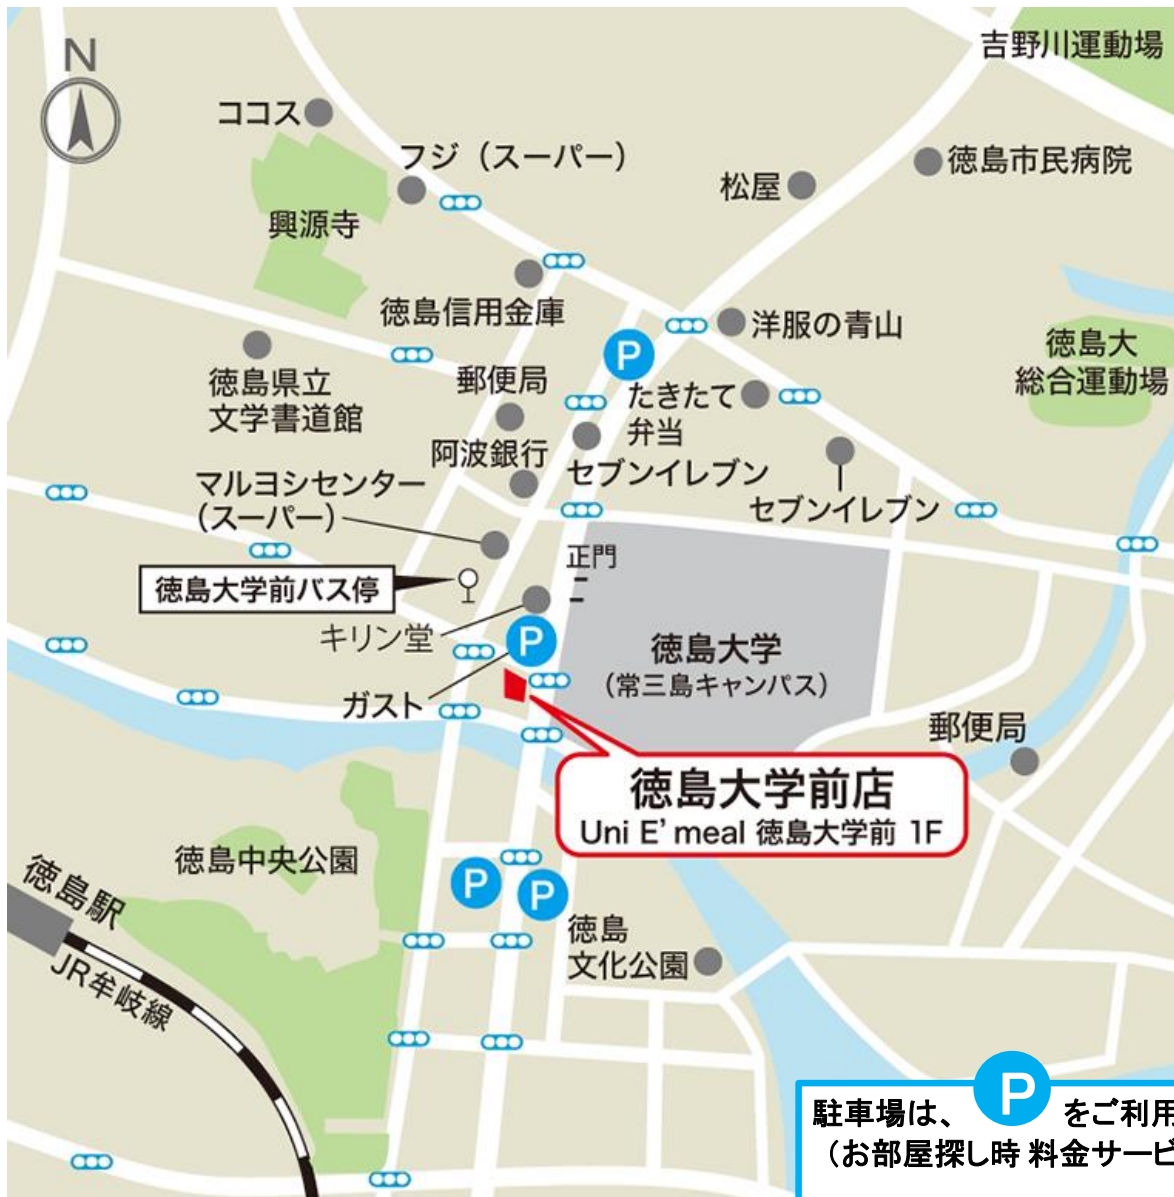 N
吉野川運動場
ココス
フジ（スーパー）
松屋
徳島市民病院
興源寺
徳島信用金庫
洋服の青山
P
徳島大
総合運動場
徳島県立
文学書道館
郵便局
たきたて
弁当
阿波銀行
セブンイレブン
マルヨシセンター
（スーパー）
セブンイレブン
正門
徳島大学前バス停
キリン堂
P
徳島大学
（常三島キャンパス）
ガスト
郵便局
徳島大学前店
Uni E’meal 徳島大学前 1F
徳島中央公園
P
P
徳島駅
徳島
文化公園
JR牟岐線
駐車場は、 P をご利用
（お部屋探し時 料金サービ